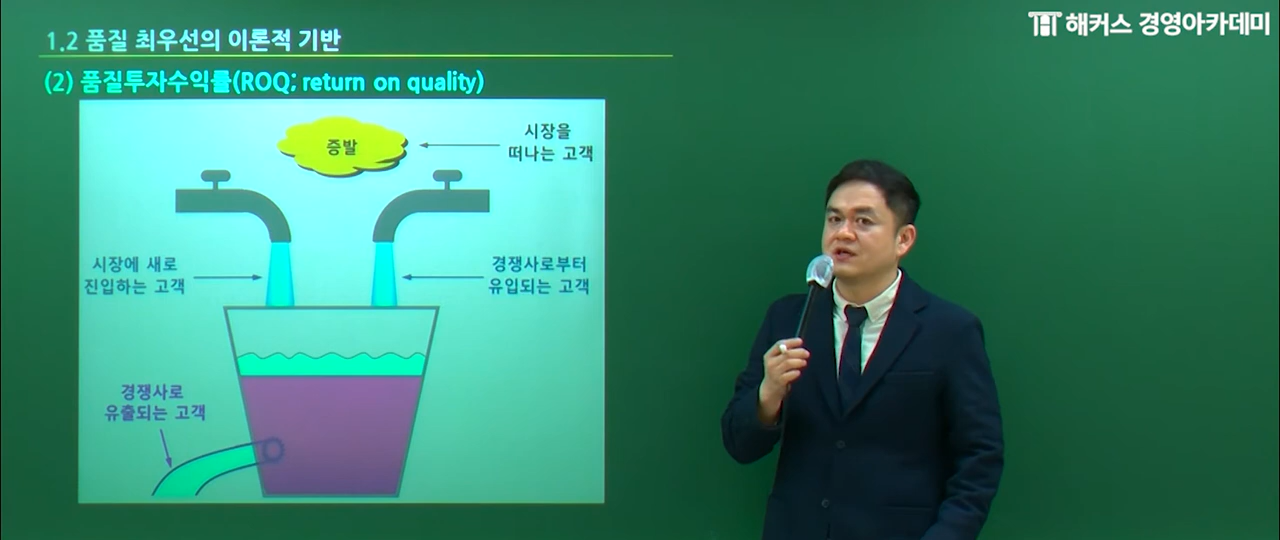 해커스 경영아카데미
1.2 품질 최우선의 이론적 기반
(2) 품질투자수익률(ROQ; return on quality)
증발
시장을
떠나는 고객
시장에 새로
진입하는 고객
경쟁사로부터
유입되는 고객
경쟁사로
유출되는 고객